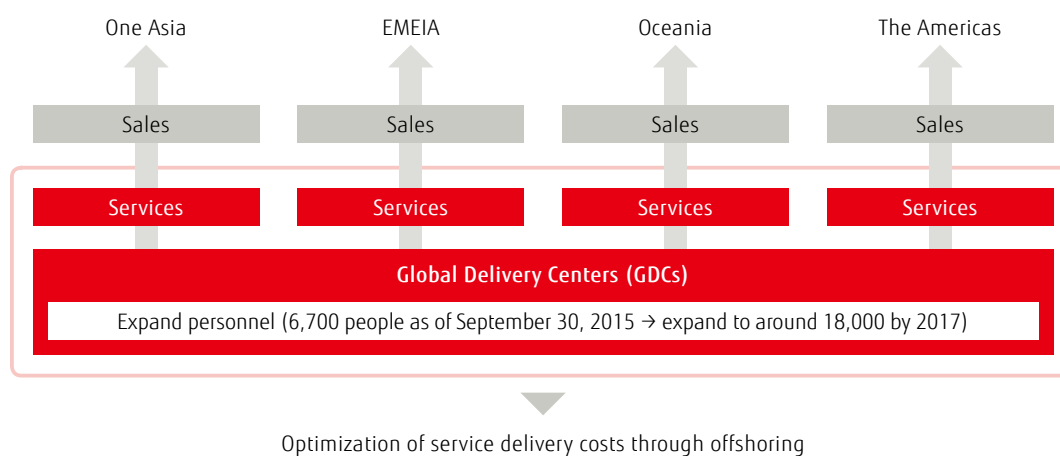 One Asia EMEIA Oceania The Americas
Sales Sales Sales Sales
Services Services Services Services
Global Delivery Centers (GDCs)
Expand personnel (6,700 people as of September 30, 2015 → expand to around 18,000 by 2017)
Optimization of service delivery costs through offshoring